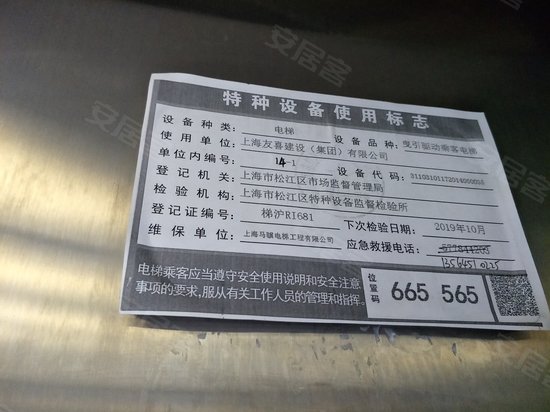 特种设备使用标志
设备种类： 电梯 设备品种： 曳引驱动乘客电梯
使用单位： 上海友喜建设（集团）有限公司
单位内编号： 14-1 设备代码：
登记机关： 上海市松江区市场监督管理局
检验机构： 上海市松江区特种设备监督检验所
登记证编号： 梯沪RI681 下次检验日期： 2019年10月
维保单位： 上海马骥电梯工程有限公司 应急救援电话：
电梯乘客应当遵守安全使用说明和安全注意
事项的要求，服从有关工作人员的管理和指挥。
位置码 665 565
安居客
安居客
安居客